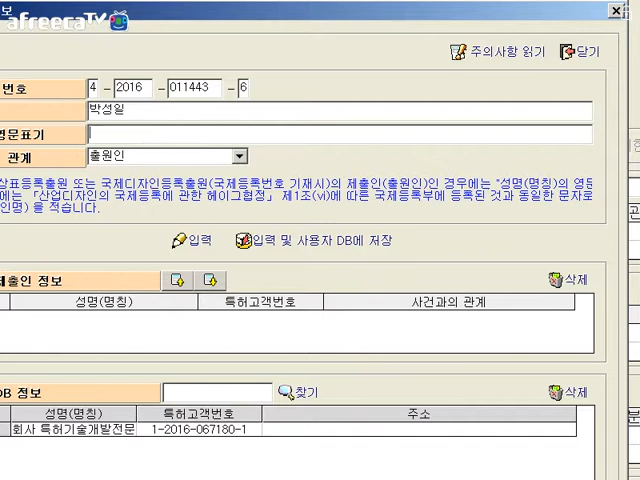 보
afreecaTV
주의사항 읽기 닫기
번호 4 - 2016 - 011443 - 6
박성일
영문표기
관계 출원인
상표등록출원 또는 국제디자인등록출원(국제등록번호 기재시)의 제출인(출원인)인 경우에는 "성명(명칭)의 영문
에는 「산업디자인의 국제등록에 관한 헤이그협정」 제1조(vi)에 따른 국제등록부에 등록된 것과 동일한 문자로
인명)을 적습니다.
입력 입력 및 사용자 DB에 저장
제출인 정보 삭제
성명(명칭) 특허고객번호 사건과의 관계
DB 정보 찾기 삭제
성명(명칭) 특허고객번호 주소
회사 특허기술개발전문 1-2016-067180-1